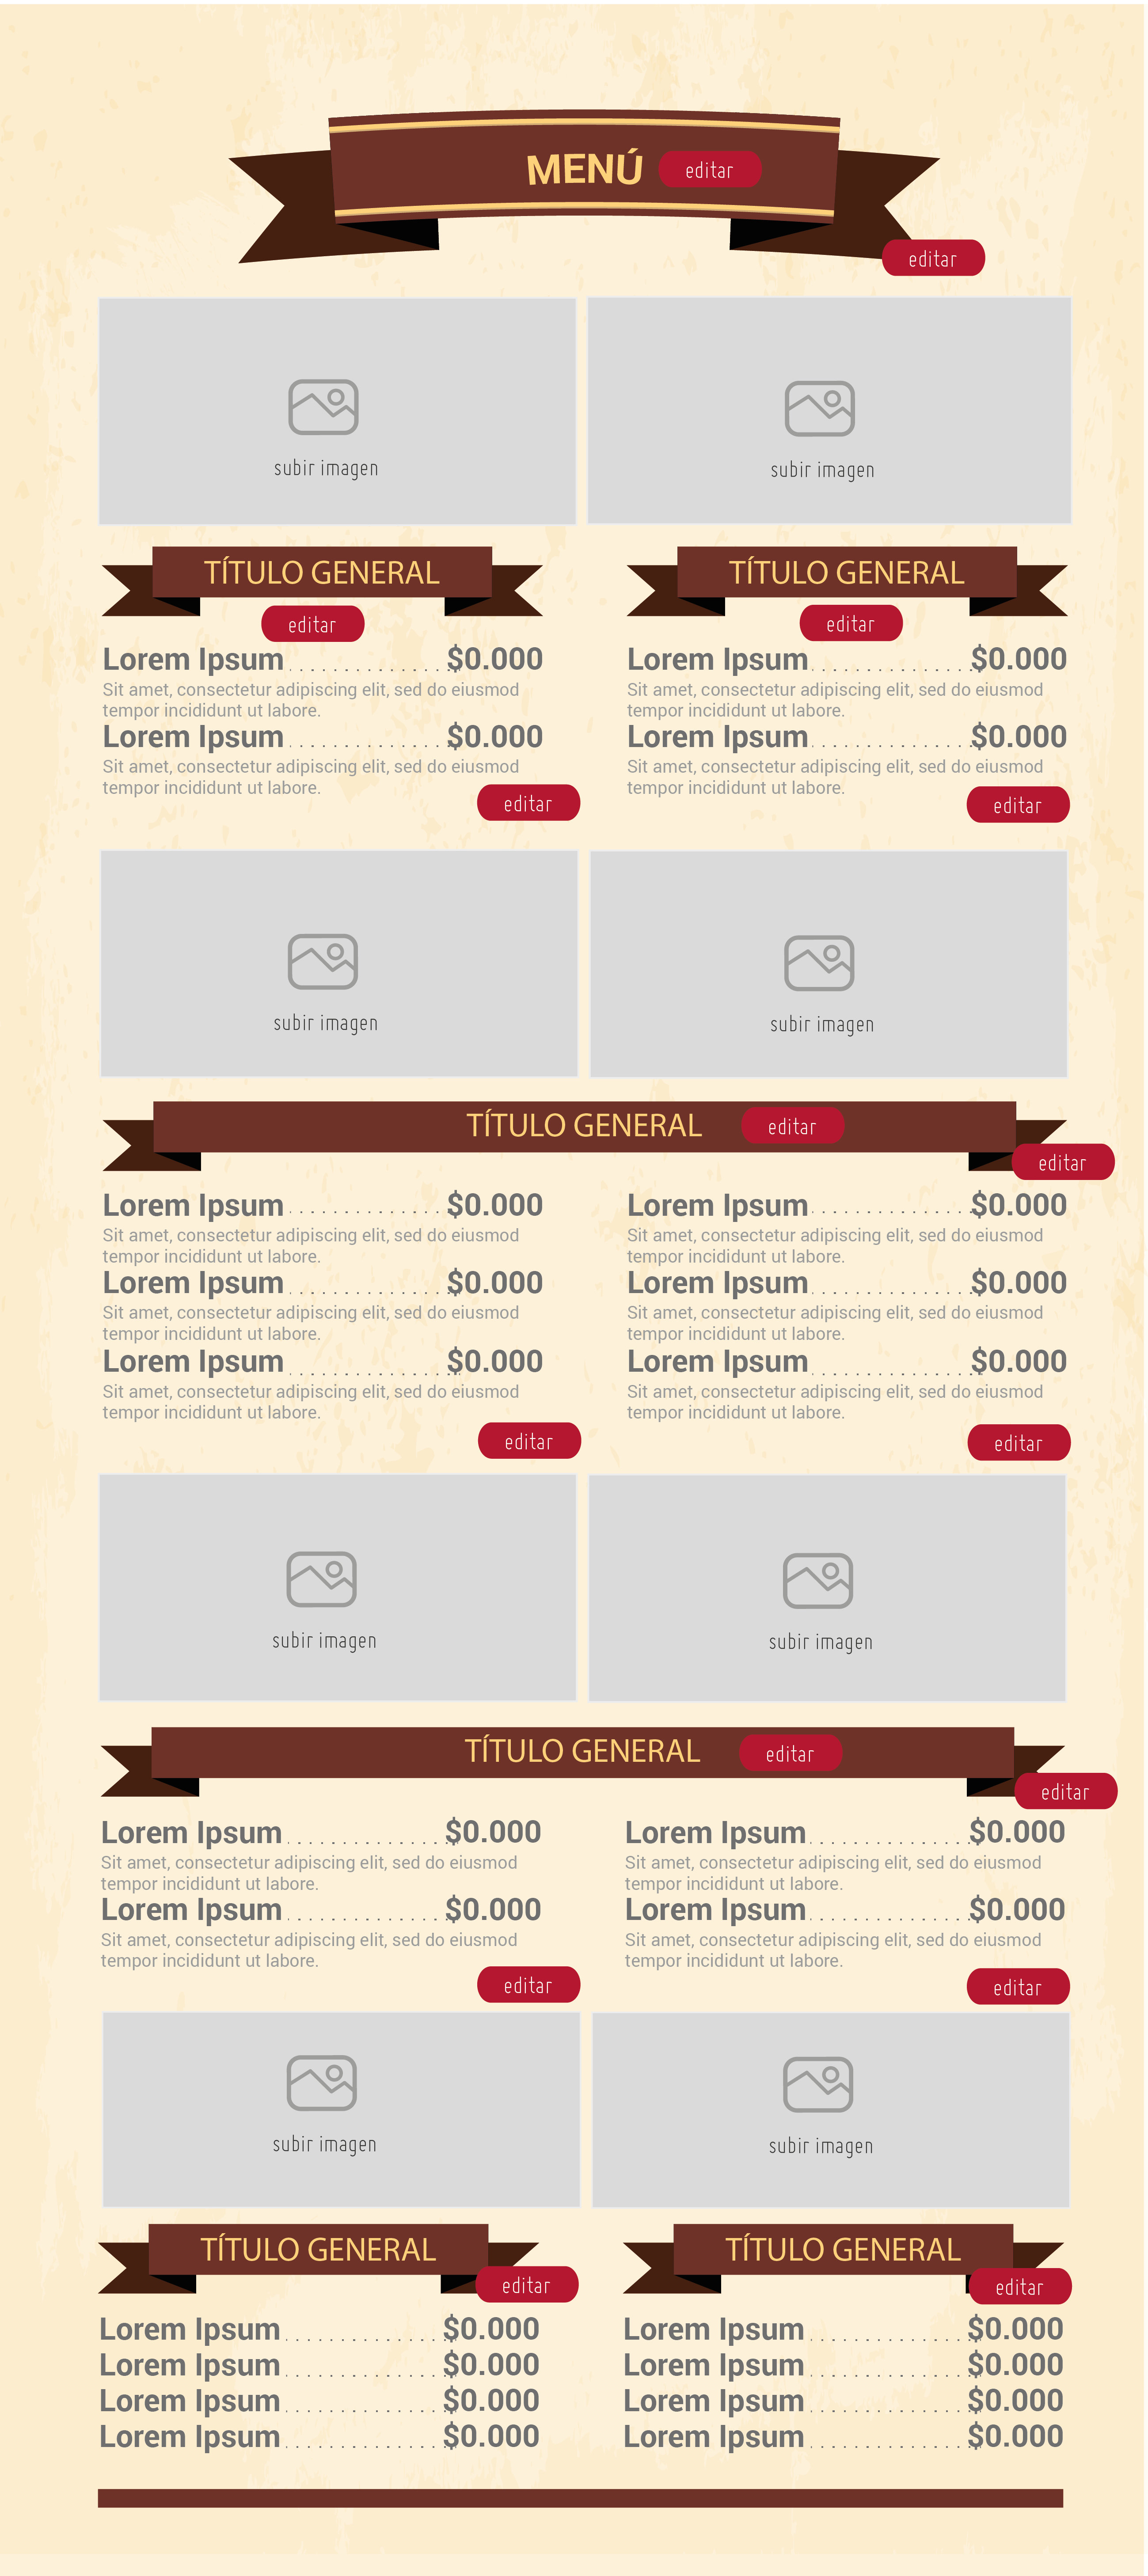 MENÚ editar
editar
subir imagen
subir imagen
TÍTULO GENERAL
editar
Lorem Ipsum..............$0.000
Sit amet, consectetur adipiscing elit, sed do eiusmod
tempor incididunt ut labore.
Lorem Ipsum..............$0.000
Sit amet, consectetur adipiscing elit, sed do eiusmod
tempor incididunt ut labore.
editar
TÍTULO GENERAL
editar
Lorem Ipsum..............$0.000
Sit amet, consectetur adipiscing elit, sed do eiusmod
tempor incididunt ut labore.
Lorem Ipsum..............$0.000
Sit amet, consectetur adipiscing elit, sed do eiusmod
tempor incididunt ut labore.
editar
subir imagen
subir imagen
TÍTULO GENERAL editar
editar
Lorem Ipsum..............$0.000
Sit amet, consectetur adipiscing elit, sed do eiusmod
tempor incididunt ut labore.
Lorem Ipsum..............$0.000
Sit amet, consectetur adipiscing elit, sed do eiusmod
tempor incididunt ut labore.
Lorem Ipsum..............$0.000
Sit amet, consectetur adipiscing elit, sed do eiusmod
tempor incididunt ut labore.
editar
Lorem Ipsum..............$0.000
Sit amet, consectetur adipiscing elit, sed do eiusmod
tempor incididunt ut labore.
Lorem Ipsum..............$0.000
Sit amet, consectetur adipiscing elit, sed do eiusmod
tempor incididunt ut labore.
Lorem Ipsum..............$0.000
Sit amet, consectetur adipiscing elit, sed do eiusmod
tempor incididunt ut labore.
editar
subir imagen
subir imagen
TÍTULO GENERAL editar
editar
Lorem Ipsum..............$0.000
Sit amet, consectetur adipiscing elit, sed do eiusmod
tempor incididunt ut labore.
Lorem Ipsum..............$0.000
Sit amet, consectetur adipiscing elit, sed do eiusmod
tempor incididunt ut labore.
editar
Lorem Ipsum..............$0.000
Sit amet, consectetur adipiscing elit, sed do eiusmod
tempor incididunt ut labore.
Lorem Ipsum..............$0.000
Sit amet, consectetur adipiscing elit, sed do eiusmod
tempor incididunt ut labore.
editar
subir imagen
subir imagen
TÍTULO GENERAL
editar
Lorem Ipsum..............$0.000
Lorem Ipsum..............$0.000
Lorem Ipsum..............$0.000
Lorem Ipsum..............$0.000
TÍTULO GENERAL
editar
Lorem Ipsum..............$0.000
Lorem Ipsum..............$0.000
Lorem Ipsum..............$0.000
Lorem Ipsum..............$0.000